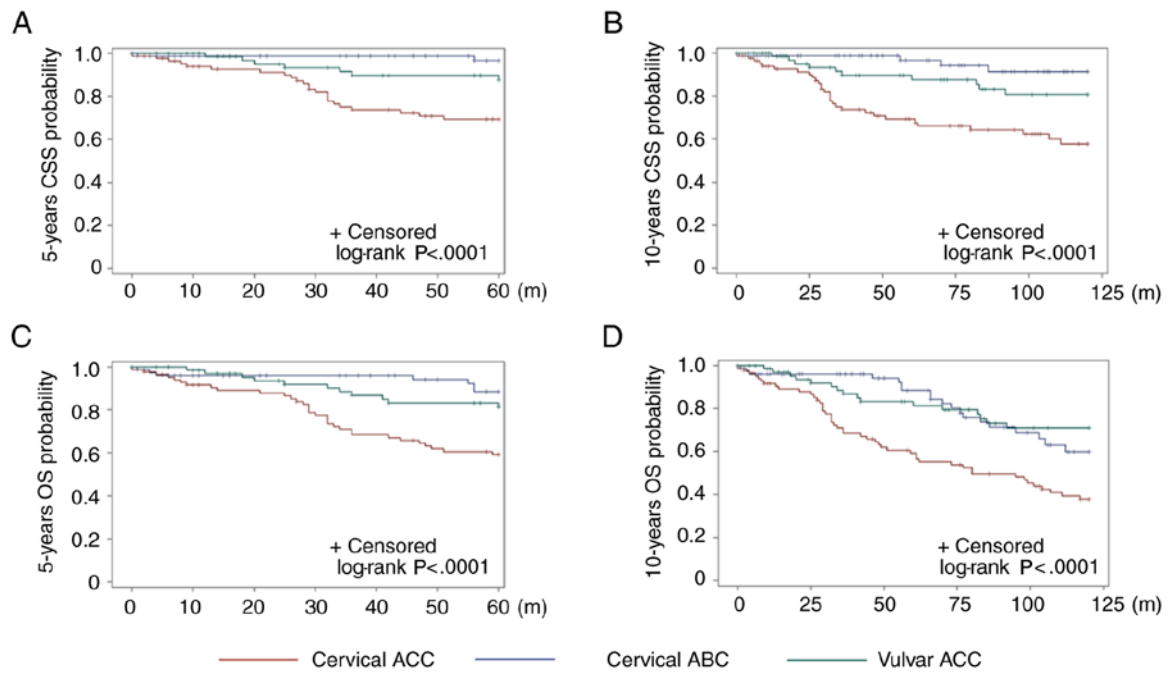 A
5-years CSS probability
1.0
0.8
0.6
0.4
0.2
0
+ Censored
log-rank P<.0001
0 10 20 30 40 50 60 (m)
B
10-years CSS probability
1.0
0.8
0.6
0.4
0.2
0
+ Censored
log-rank P<.0001
0 25 50 75 100 125 (m)
C
5-years OS probability
1.0
0.8
0.6
0.4
0.2
0
+ Censored
log-rank P<.0001
0 10 20 30 40 50 60 (m)
D
10-years OS probability
1.0
0.8
0.6
0.4
0.2
0
+ Censored
log-rank P<.0001
0 25 50 75 100 125 (m)
Cervical ACC Cervical ABC Vulvar ACC